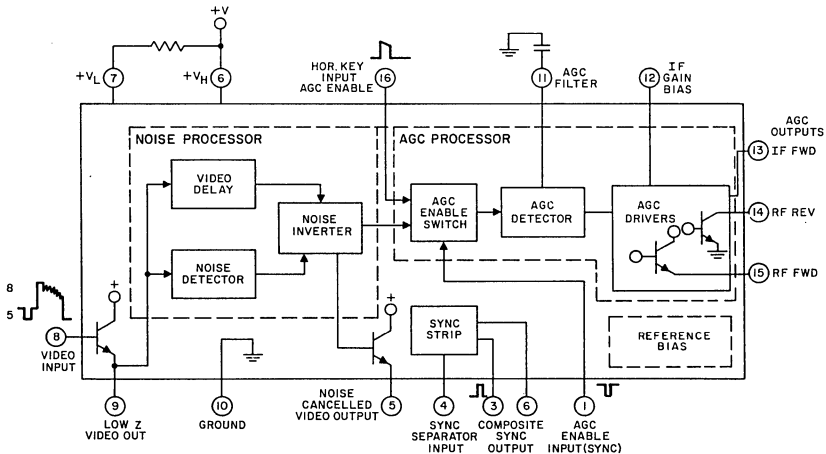 +V
+VL 7
+VH 6
HOR. KEY
INPUT
AGC ENABLE
16
11 AGC
FILTER
12 IF
GAIN
BIAS
AGC
OUTPUTS
NOISE PROCESSOR
AGC PROCESSOR
13 IF FWD
VIDEO
DELAY
NOISE
INVERTER
AGC
ENABLE
SWITCH
AGC
DETECTOR
AGC
DRIVERS
14 RF REV
NOISE
DETECTOR
15 RF FWD
8
5
+
+
8
VIDEO
INPUT
SYNC
STRIP
REFERENCE
BIAS
9
LOW Z
VIDEO OUT
10
GROUND
NOISE
CANCELLED
VIDEO OUTPUT
5
4
SYNC
SEPARATOR
INPUT
3
6
COMPOSITE
SYNC
OUTPUT
1
AGC
ENABLE
INPUT(SYNC)